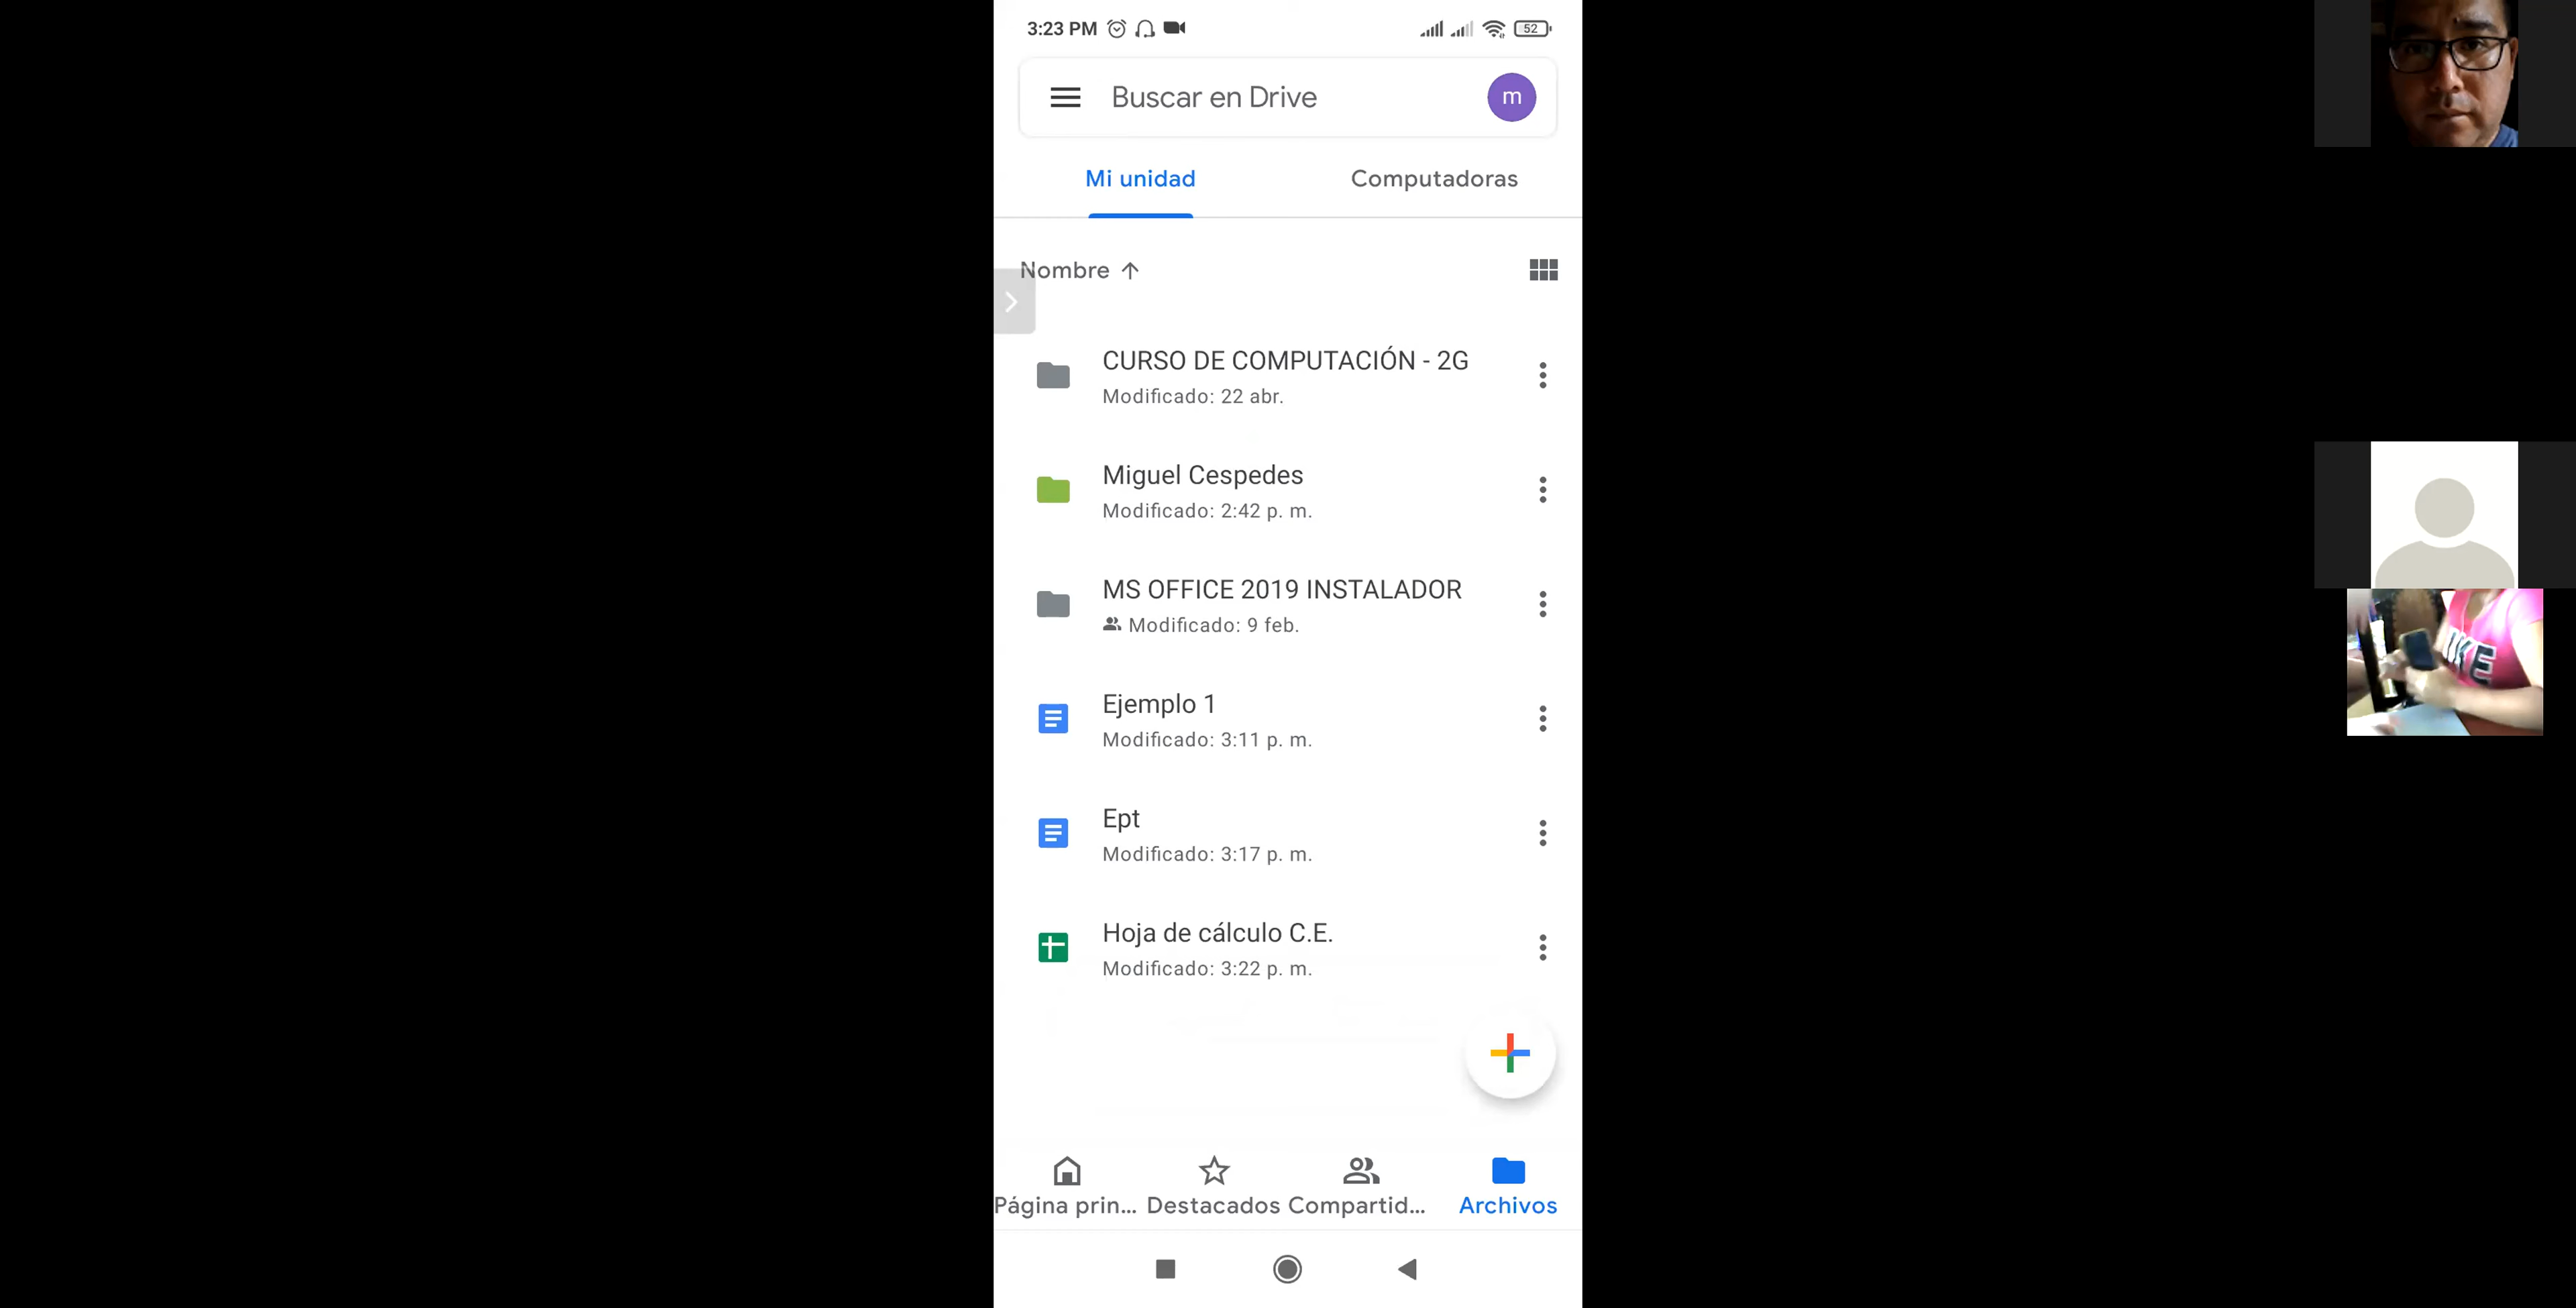 3:23 PM
52
Buscar en Drive
m
Mi unidad
Computadoras
Nombre
CURSO DE COMPUTACIÓN - 2G
Modificado: 22 abr.
Miguel Cespedes
Modificado: 2:42 p. m.
MS OFFICE 2019 INSTALADOR
Modificado: 9 feb.
Ejemplo 1
Modificado: 3:11 p. m.
Ept
Modificado: 3:17 p. m.
Hoja de cálculo C.E.
Modificado: 3:22 p. m.
Página prin...
Destacados
Compartid...
Archivos